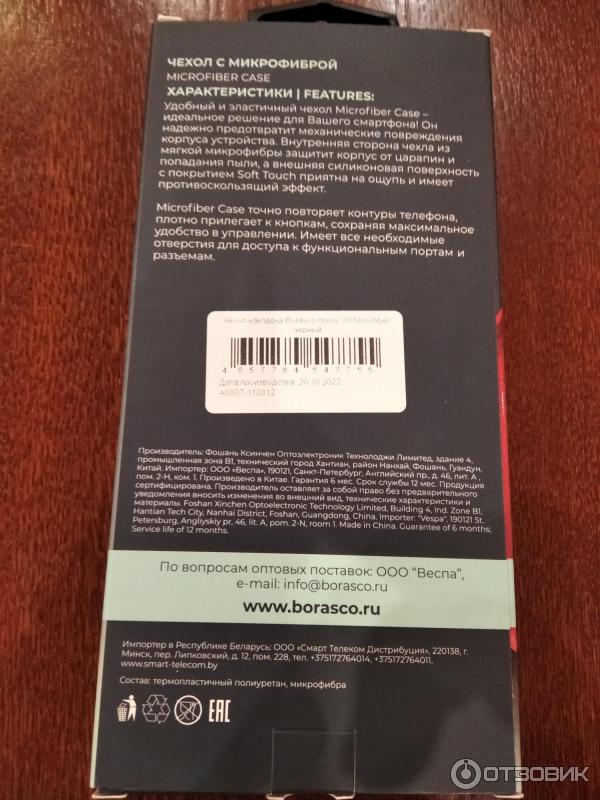 ЧЕХОЛ С МИКРОФИБРОЙ
MICROFIBER CASE
ХАРАКТЕРИСТИКИ | FEATURES:
Удобный и эластичный чехол Microfiber Case –
идеальное решение для Вашего смартфона! Он
надежно предотвратит механические повреждения
корпуса устройства. Внутренняя сторона чехла из
мягкой микрофибры защитит корпус от царапин и
попадания пыли, а внешняя силиконовая поверхность
с покрытием Soft Touch приятна на ощупь и имеет
противоскользящий эффект.
Microfiber Case точно повторяет контуры телефона,
плотно прилегает к кнопкам, сохраняя максимальное
удобство в управлении. Имеет все необходимые
отверстия для доступа к функциональным портам и
разъемам.
Чехол-накладка Borasco Honor 70 Microfiber
черный
Дата производства: 20.10.2022
A0307-110312
Производитель: Фошань Ксинчен Оптоэлектроник Технолоджи Лимитед, здание 4,
промышленная зона B1, технический город Хантиан, район Нанхай, Фошань, Гуандун,
Китай. Импортер: ООО «Веспа», 190121, Санкт-Петербург, Английский пр., д. 46, лит. А ,
пом. 2-Н, ком. 1. Произведено в Китае. Гарантия 6 мес. Срок службы 12 мес. Продукция
сертифицирована. Производитель оставляет за собой право без предварительного
уведомления вносить изменения во внешний вид, технические характеристики и
материалы. Foshan Xinchen Optoelectronic Technology Limited, Building 4, Ind. Zone B1,
Hantian Tech City, Nanhai District, Foshan, Guangdong, China, Importer: "Vespa", 190121 St.
Petersburg, Angliyskiy pr, 46, lit. A, pom. 2-N, room 1. Made in China. Guarantee of 6 months;
Service life of 12 months.
По вопросам оптовых поставок: ООО "Веспа",
e-mail: info@borasco.ru
www.borasco.ru
Импортер в Республике Беларусь: ООО «Смарт Телеком Дистрибуция», 220138, г.
Минск, пер. Липковский, д. 12, пом. 228, тел. +375172764014, +375172764011,
www.smart-telecom.by
Состав: термопластичный полиуретан, микрофибра
EAC
ОТЗОВИК